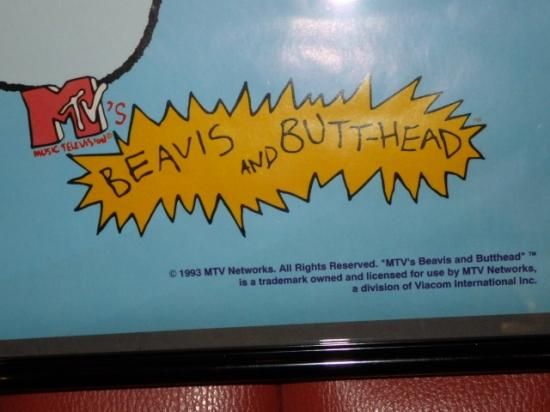 MTV's
MUSIC TELEVISION®
BEAVIS AND BUTT-HEAD™
© 1993 MTV Networks. All Rights Reserved. "MTV's Beavis and Butthead" ™
is a trademark owned and licensed for use by MTV Networks,
a division of Viacom International Inc.